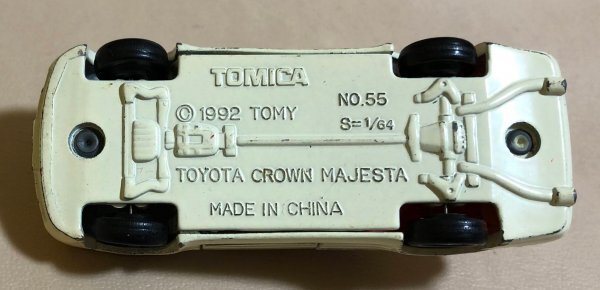 TOMICA
NO.55
© 1992 TOMY
S=1/64
TOYOTA CROWN MAJESTA
MADE IN CHINA